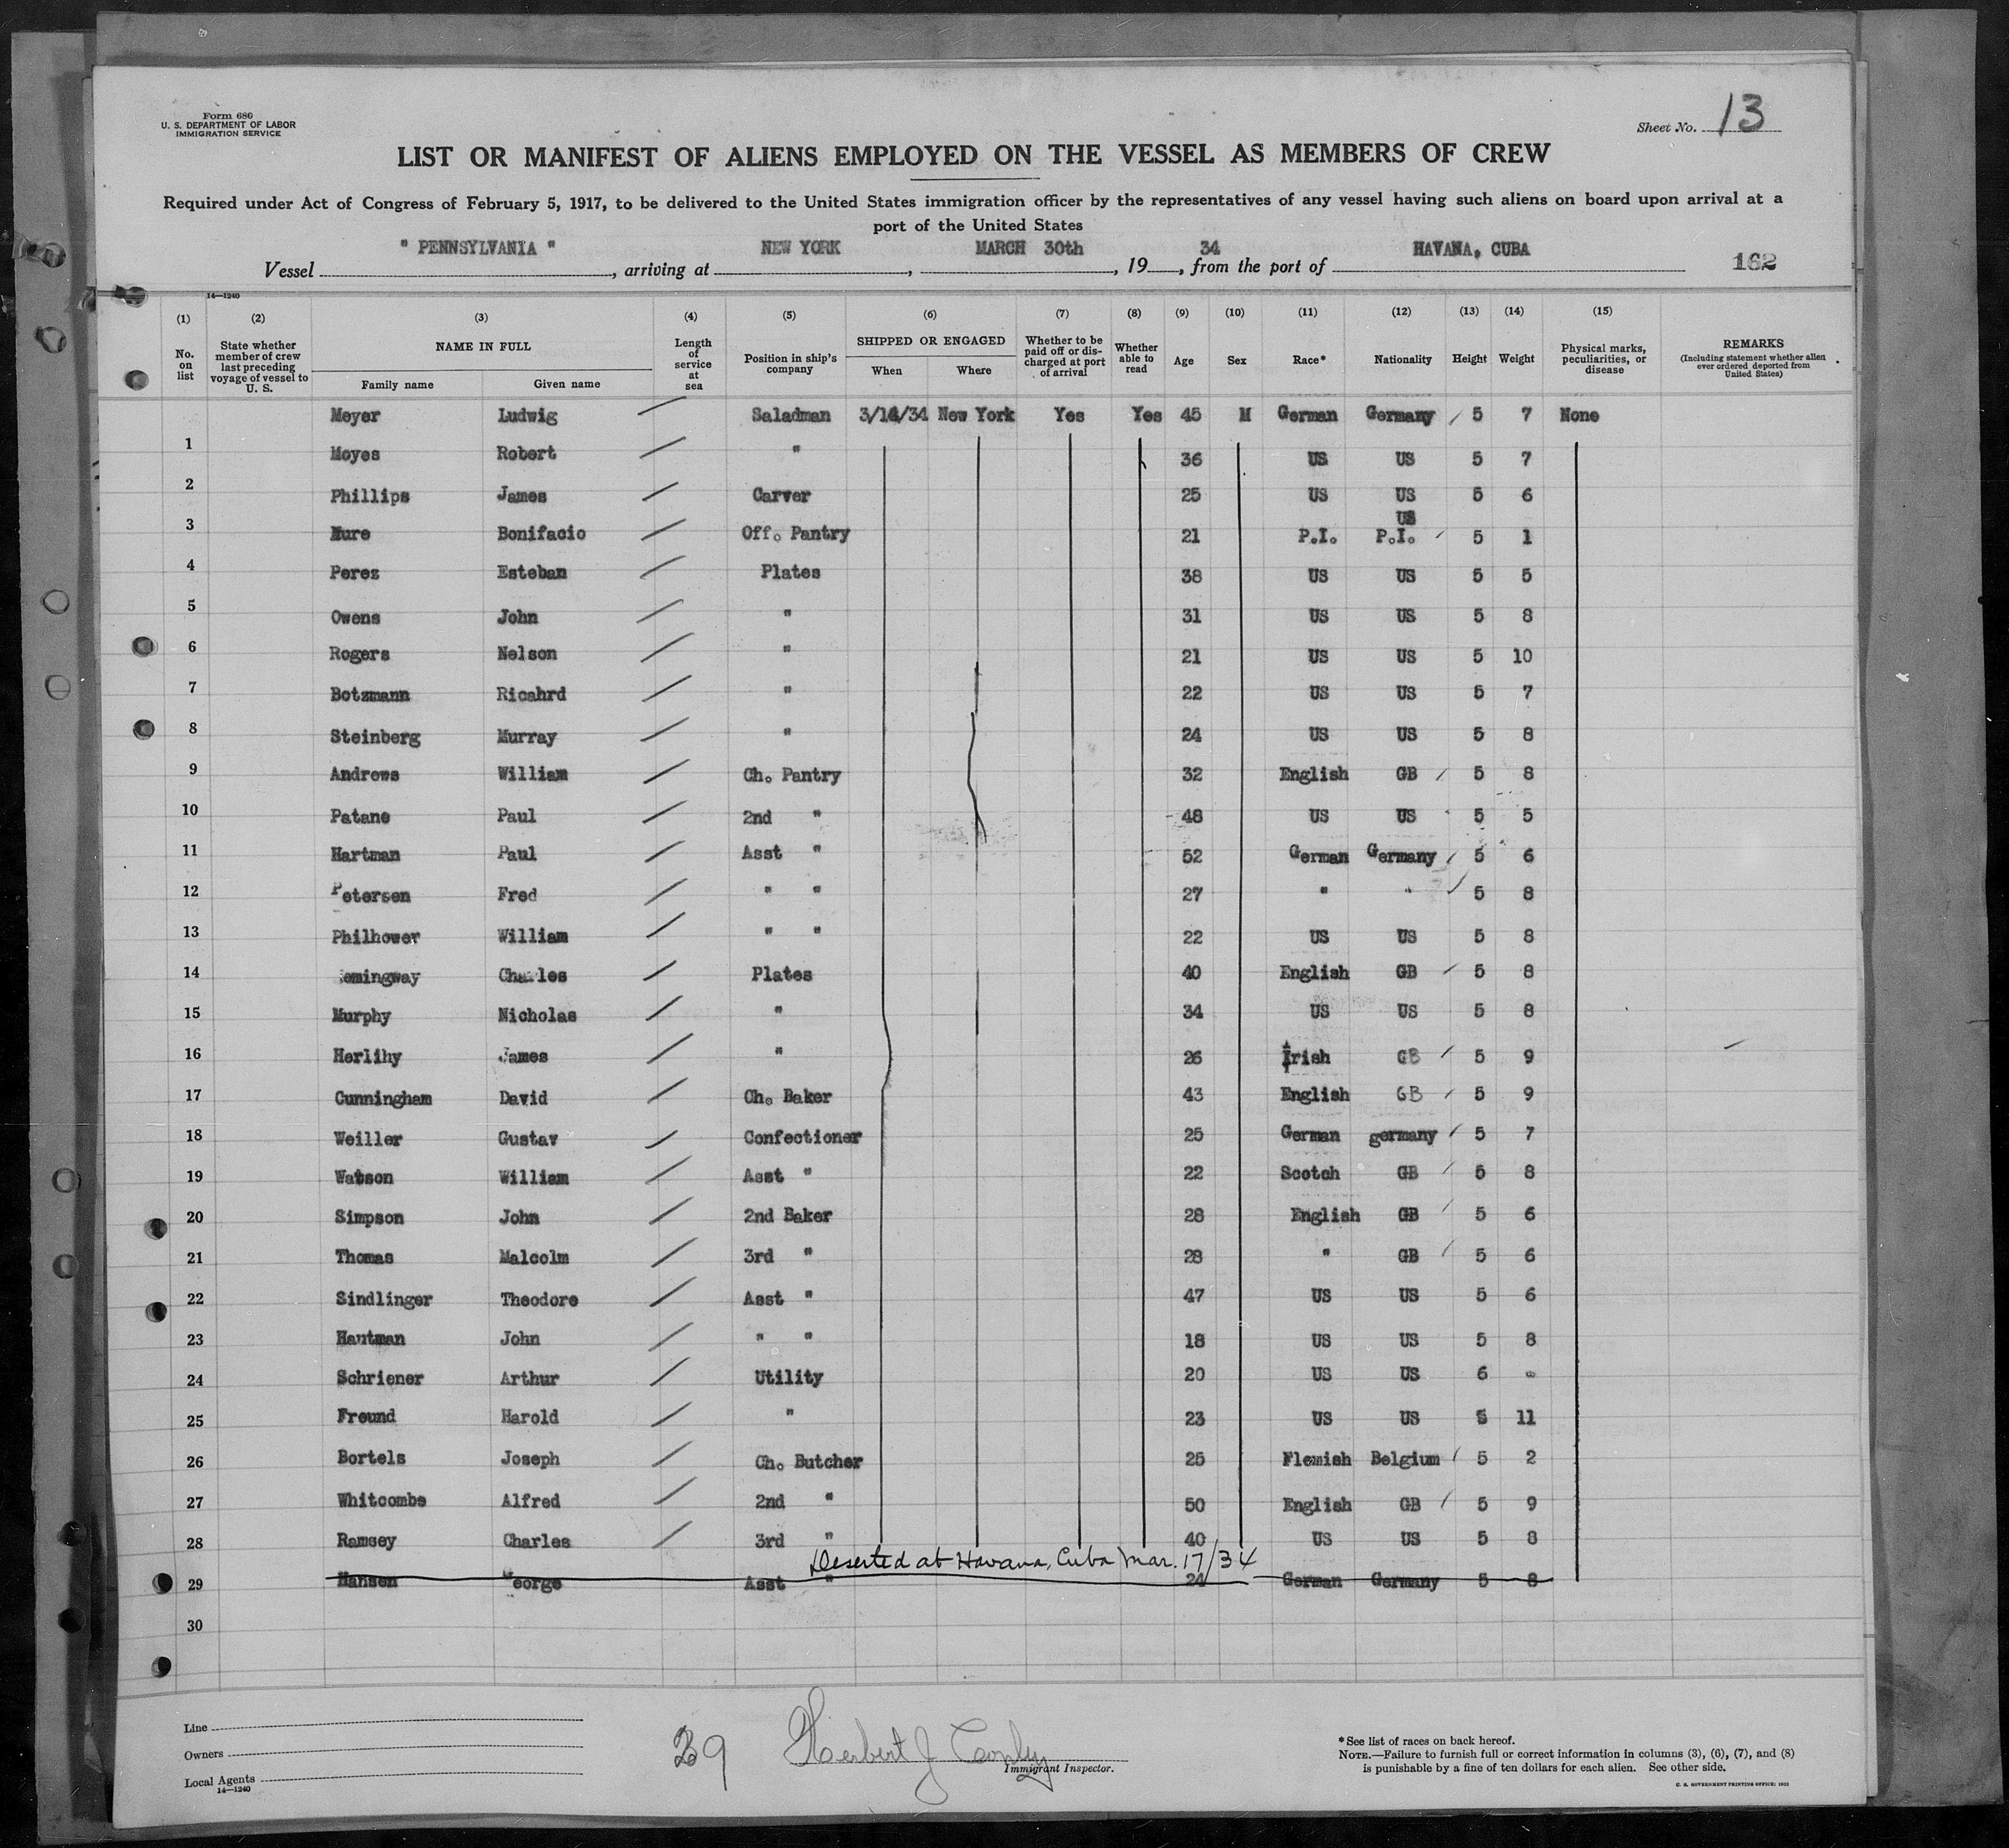 Form 680
U. S. DEPARTMENT OF LABOR
IMMIGRATION SERVICE
Sheet No. 13
LIST OR MANIFEST OF ALIENS EMPLOYED ON THE VESSEL AS MEMBERS OF CREW
Required under Act of Congress of February 5, 1917, to be delivered to the United States immigration officer by the representatives of any vessel having such aliens on board upon arrival at a
port of the United States
Vessel " PENNSYLVANIA ", arriving at NEW YORK, MARCH 30th, 1934, from the port of HAVANA, CUBA 162
14—1240
(1) (2) (3) (4) (5) (6) (7) (8) (9) (10) (11) (12) (13) (14) (15)
No. on list State whether member of crew last preceding voyage of vessel to U. S. NAME IN FULL Family name Given name Length of service at sea Position in ship's company SHIPPED OR ENGAGED When Where Whether to be paid off or discharged at port of arrival Whether able to read Age Sex Race* Nationality Height Weight Physical marks, peculiarities, or disease REMARKS (Including statement whether alien ever ordered deported from United States)
Meyer Ludwig Saladman 3/14/34 New York Yes Yes 45 M German Germany 5 7 None
1 Moyes Robert " 36 US US 5 7
2 Phillips James Carver 25 US US 5 6
US
3 Mure Bonifacio Off. Pantry 21 P.I. P.I. 5 1
4 Perez Esteban Plates 38 US US 5 5
5 Owens John " 31 US US 5 8
6 Rogers Nelson " 21 US US 5 10
7 Botzmann Ricahrd " 22 US US 5 7
8 Steinberg Murray " 24 US US 5 8
9 Andrews William Ch. Pantry 32 English GB 5 8
10 Patane Paul 2nd " 48 US US 5 5
11 Hartman Paul Asst " 52 German Germany 5 6
12 Petersen Fred " " 27 " " 5 8
13 Philhower William " " 22 US US 5 8
14 emingway Charles Plates 40 English GB 5 8
15 Murphy Nicholas " 34 US US 5 8
16 Herlihy James " 26 Irish GB 5 9
17 Cunningham David Ch. Baker 43 English GB 5 9
18 Weiller Gustav Confectioner 25 German germany 5 7
19 Watson William Asst " 22 Scotch GB 5 8
20 Simpson John 2nd Baker 28 English GB 5 6
21 Thomas Malcolm 3rd " 28 " GB 5 6
22 Sindlinger Theodore Asst " 47 US US 5 6
23 Hautman John " " 18 US US 5 8
24 Schriener Arthur Utility 20 US US 6
25 Freund Harold " 23 US US 5 11
26 Bortels Joseph Ch. Butcher 25 Flemish Belgium 5 2
27 Whitcombe Alfred 2nd " 50 English GB 5 9
28 Ramsey Charles 3rd " 40 US US 5 8
Deserted at Havana, Cuba Mar. 17/34
29 Hansen George Asst " 24 German Germany 5 8
30
Line
Owners
Local Agents
14—1240
29
Herbert J
Immigrant Inspector.
*See list of races on back hereof.
NOTE.—Failure to furnish full or correct information in columns (3), (6), (7), and (8)
is punishable by a fine of ten dollars for each alien. See other side.
U. S. GOVERNMENT PRINTING OFFICE: 1932